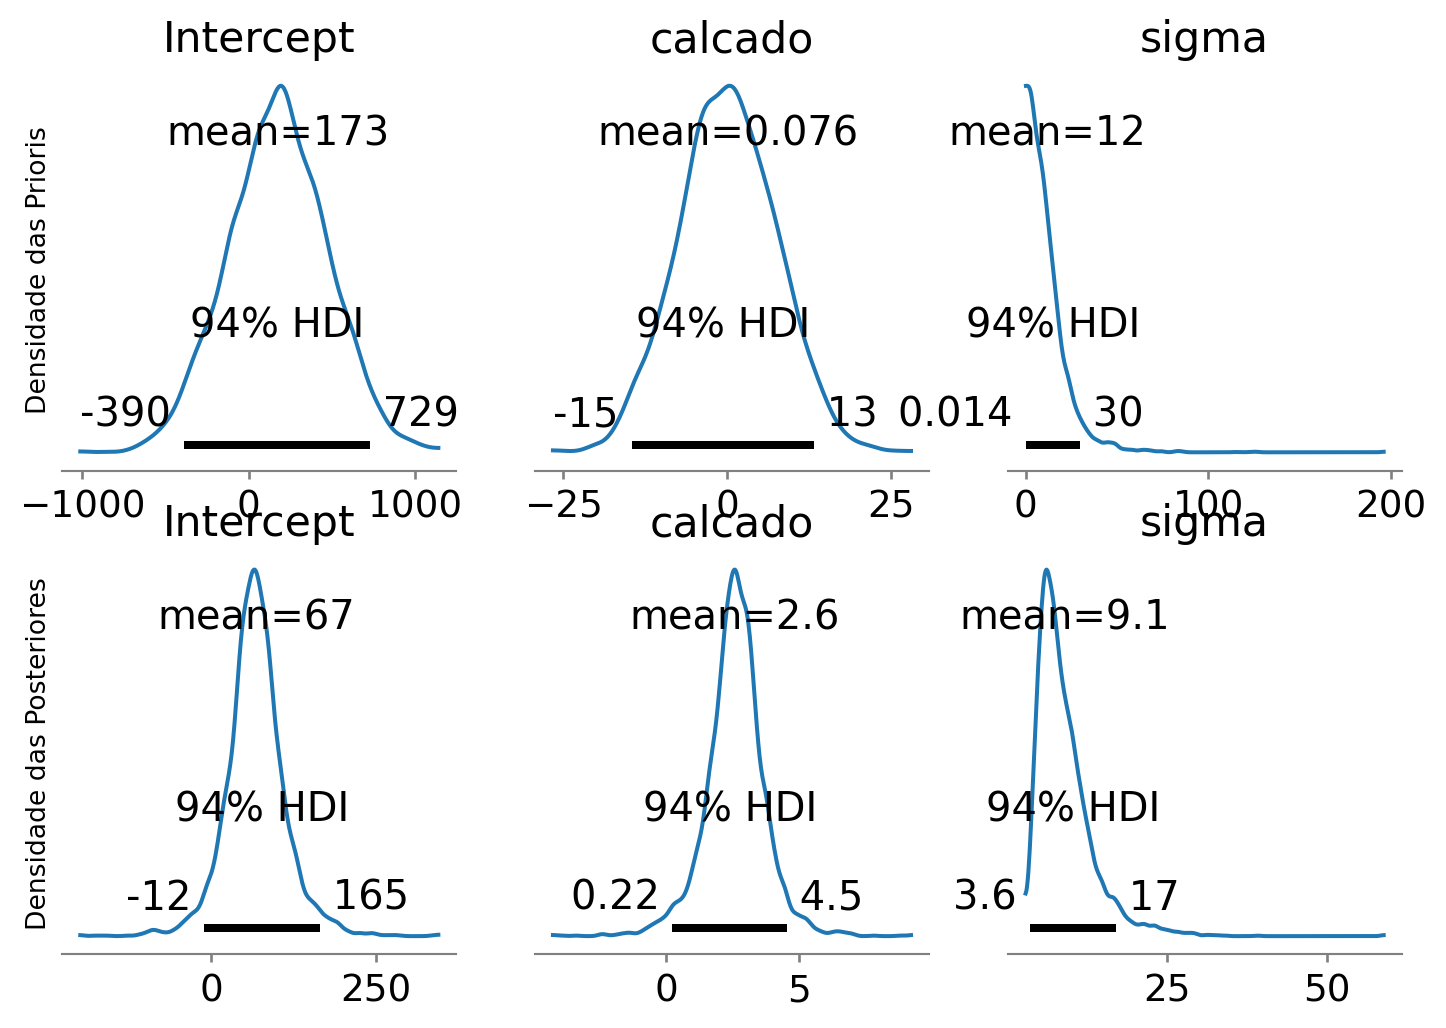 Intercept
calcado
sigma
Densidade das Prioris
mean=173
mean=0.076
mean=12
94% HDI
94% HDI
94% HDI
-390
729
-15
13
0.014
30
−1000
0
1000
−25
0
25
0
100
200
Intercept
calcado
sigma
Densidade das Posteriores
mean=67
mean=2.6
mean=9.1
94% HDI
94% HDI
94% HDI
-12
165
0.22
4.5
3.6
17
0
250
0
5
25
50